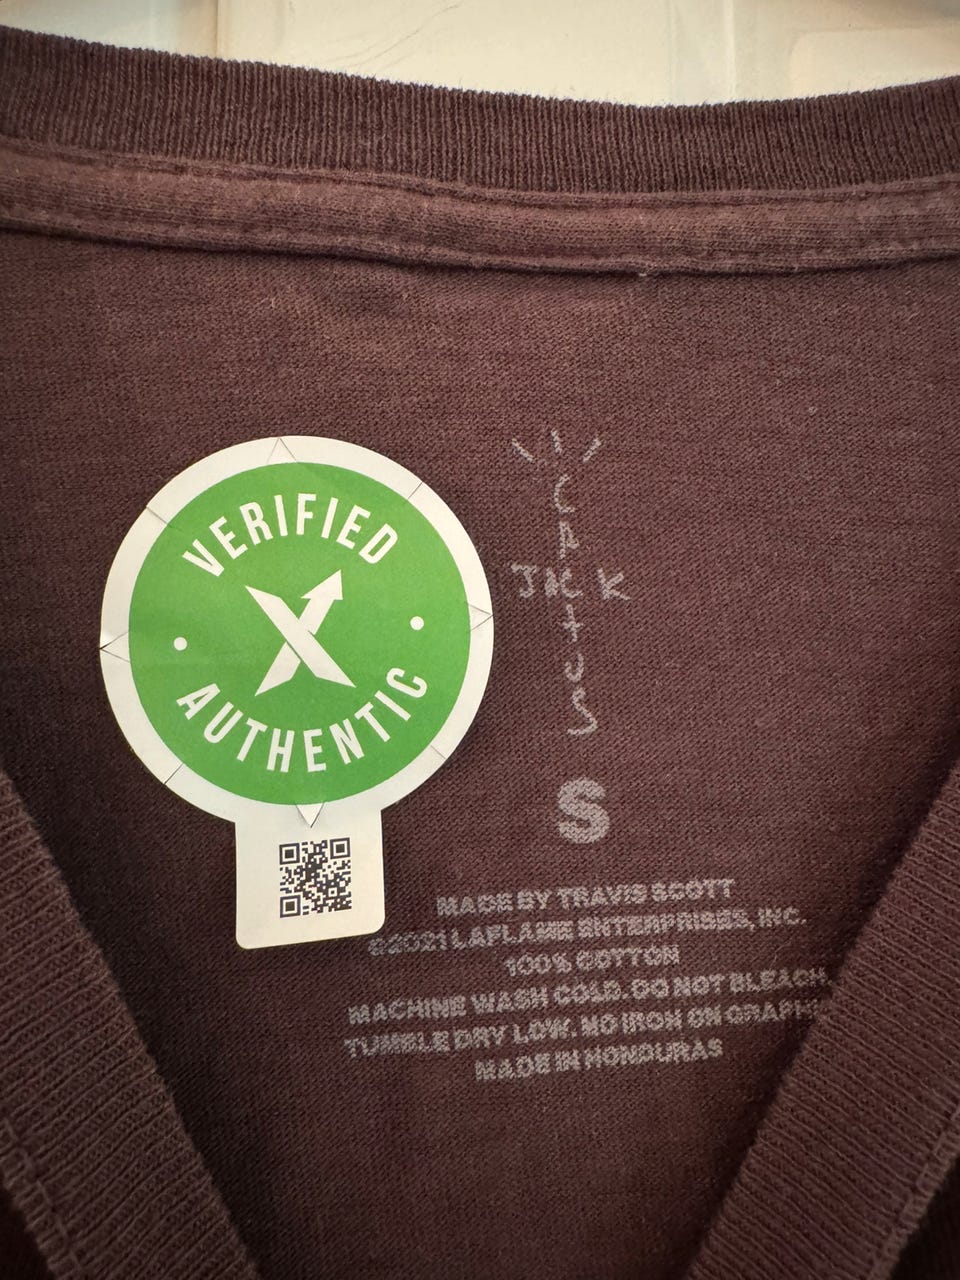 VERIFIED
AUTHENTIC
CACTUS
JACK
S
MADE BY TRAVIS SCOTT
©2021 LAFLAME ENTERPRISES, INC.
100% COTTON
MACHINE WASH COLD. DO NOT BLEACH
TUMBLE DRY LOW. NO IRON ON GRAPHI
MADE IN HONDURAS